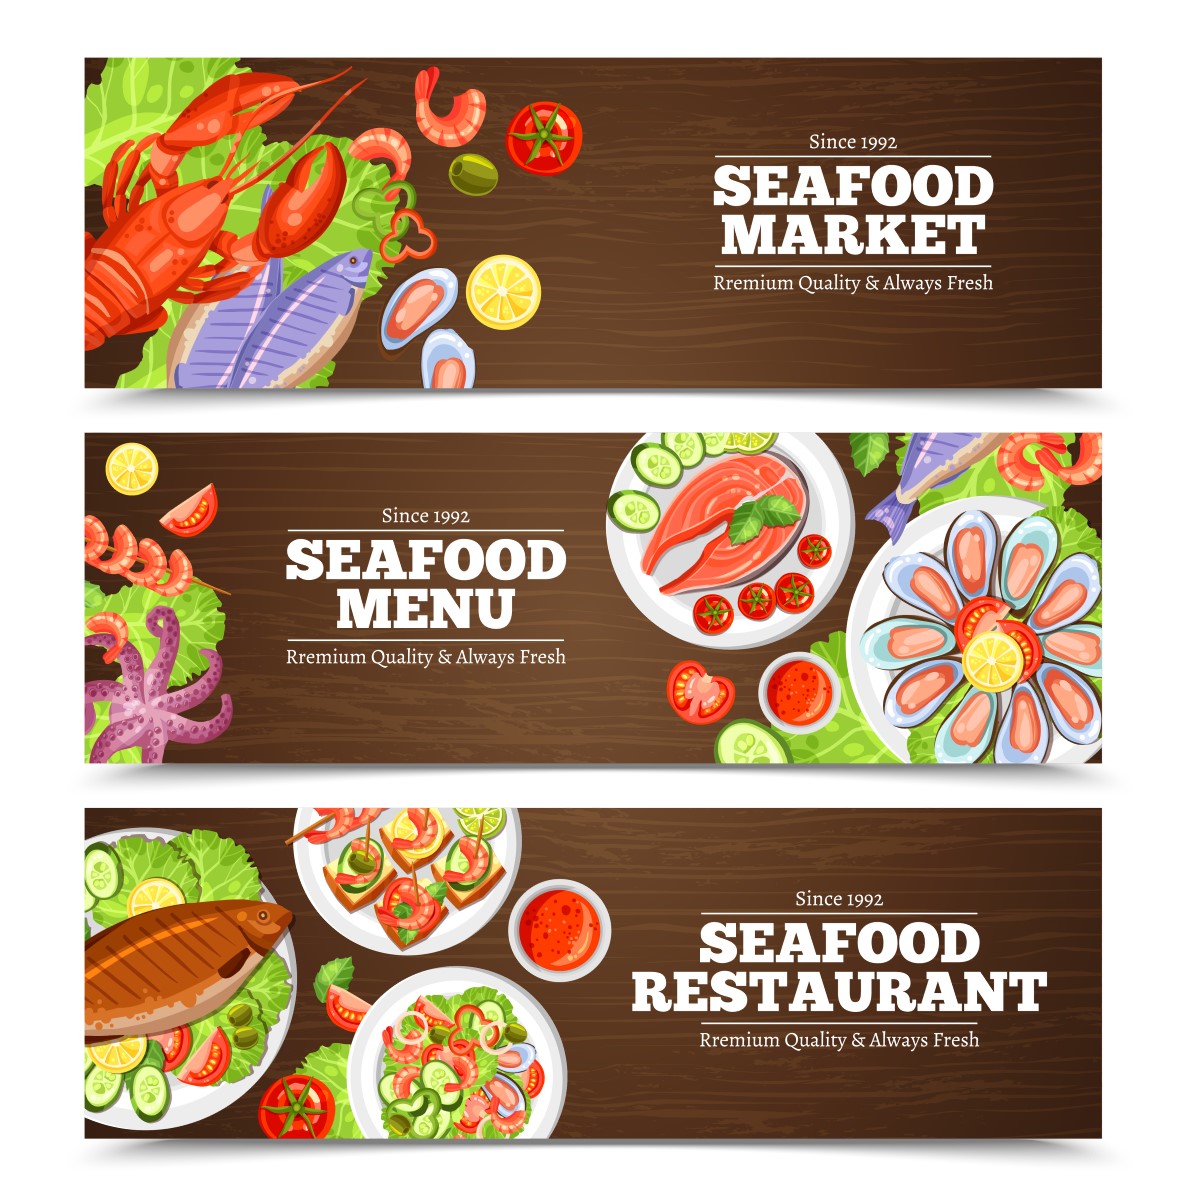 Since 1992
SEAFOOD
MARKET
Rremium Quality & Always Fresh
Since 1992
SEAFOOD
MENU
Rremium Quality & Always Fresh
Since 1992
SEAFOOD
RESTAURANT
Rremium Quality & Always Fresh